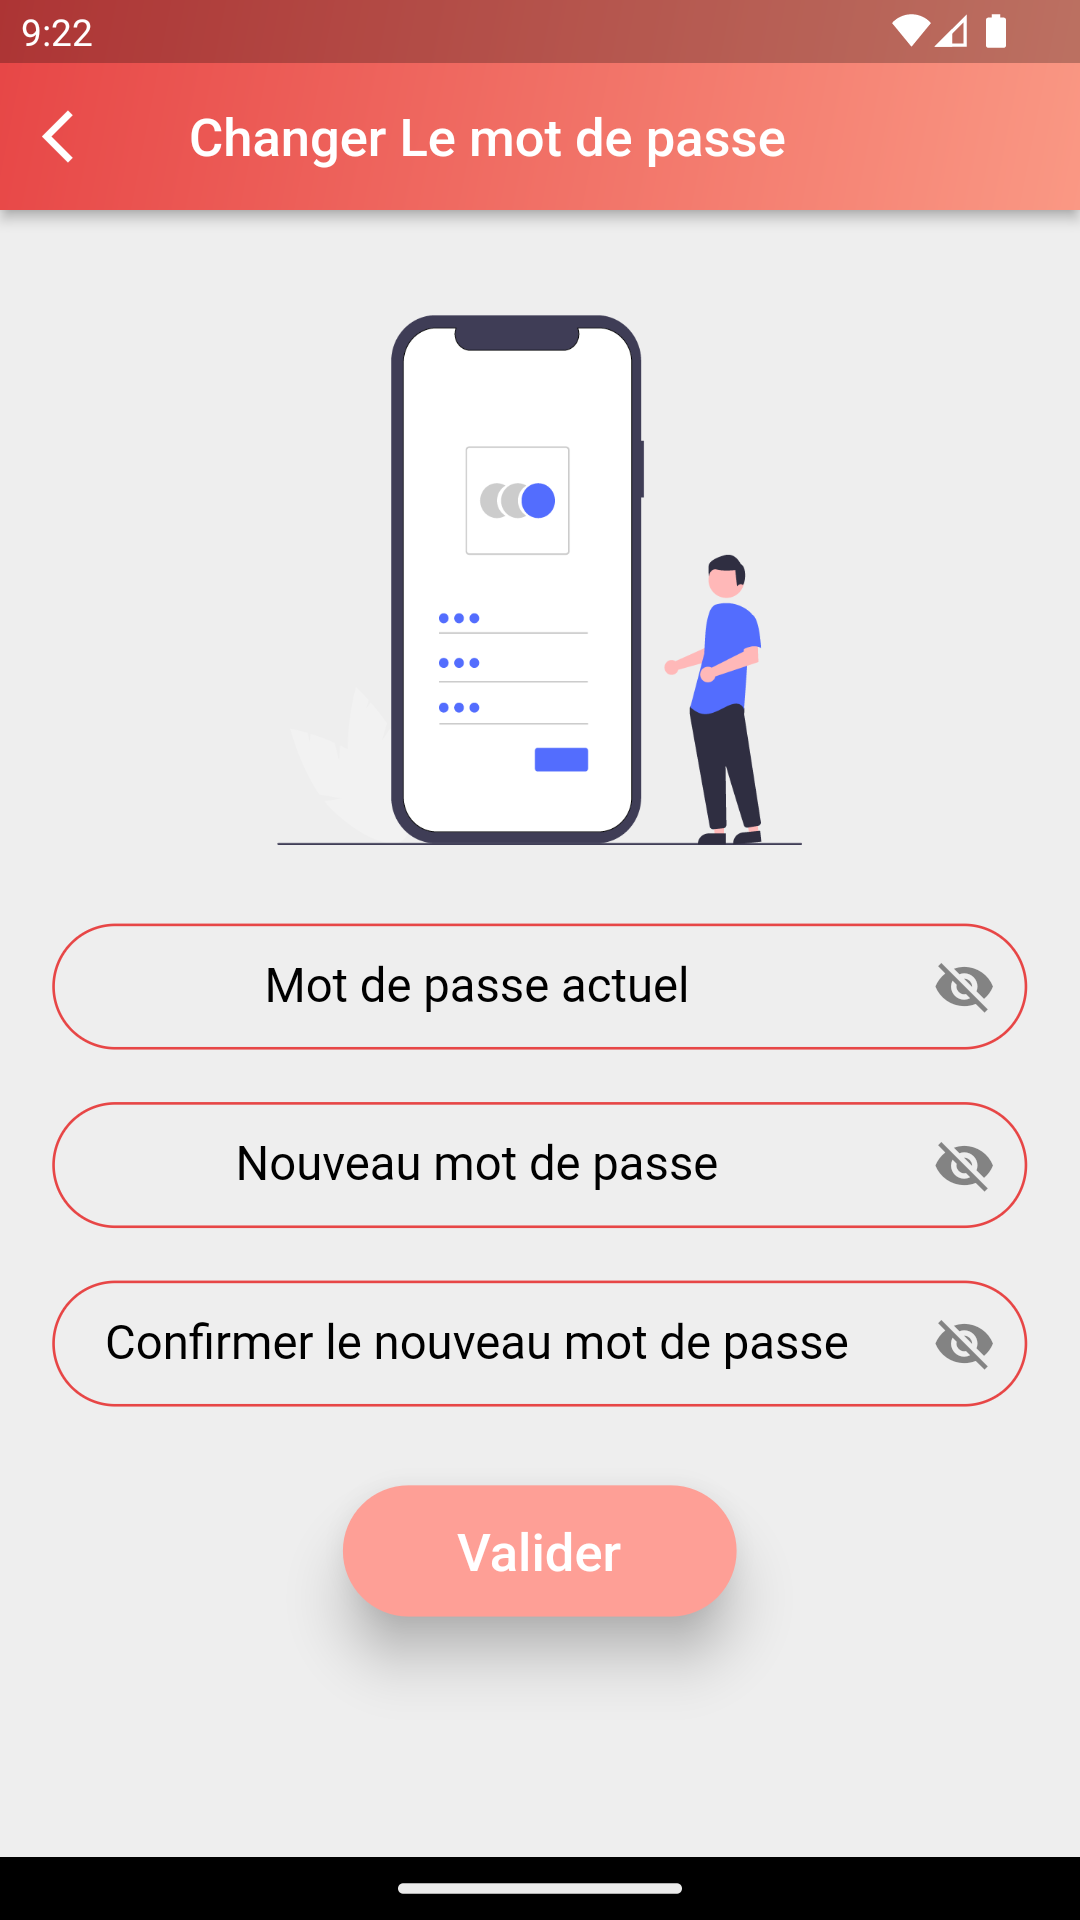 9:22
Changer Le mot de passe
Mot de passe actuel
Nouveau mot de passe
Confirmer le nouveau mot de passe
Valider